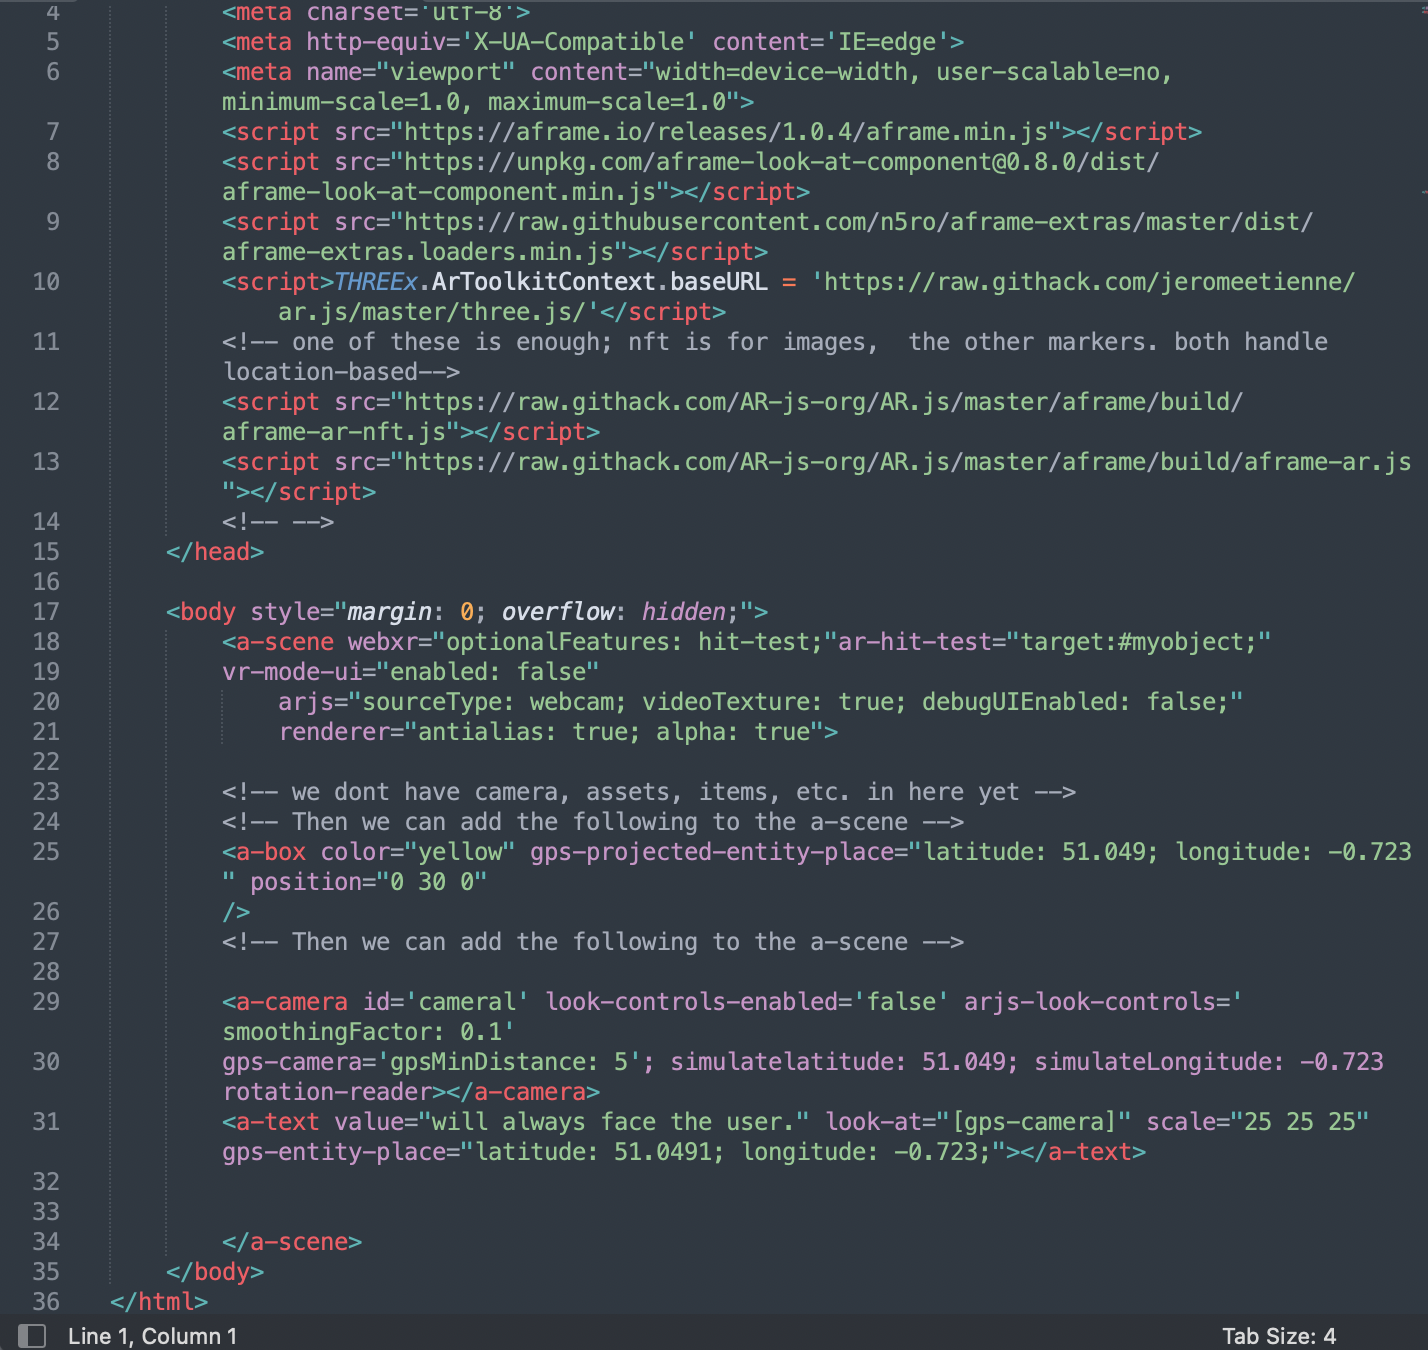 4 <meta charset='utf-8'>
5 <meta http-equiv='X-UA-Compatible' content='IE=edge'>
6 <meta name="viewport" content="width=device-width, user-scalable=no,
minimum-scale=1.0, maximum-scale=1.0">
7 <script src="https://aframe.io/releases/1.0.4/aframe.min.js"></script>
8 <script src="https://unpkg.com/aframe-look-at-component@0.8.0/dist/
aframe-look-at-component.min.js"></script>
9 <script src="https://raw.githubusercontent.com/n5ro/aframe-extras/master/dist/
aframe-extras.loaders.min.js"></script>
10 <script>THREEx.ArToolkitContext.baseURL = 'https://raw.githack.com/jeromeetienne/
ar.js/master/three.js/'</script>
11 <!-- one of these is enough; nft is for images,  the other markers. both handle
location-based-->
12 <script src="https://raw.githack.com/AR-js-org/AR.js/master/aframe/build/
aframe-ar-nft.js"></script>
13 <script src="https://raw.githack.com/AR-js-org/AR.js/master/aframe/build/aframe-ar.js
"></script>
14 <!-- -->
15 </head>
16
17 <body style="margin: 0; overflow: hidden;">
18 <a-scene webxr="optionalFeatures: hit-test;"ar-hit-test="target:#myobject;"
19 vr-mode-ui="enabled: false"
20 arjs="sourceType: webcam; videoTexture: true; debugUIEnabled: false;"
21 renderer="antialias: true; alpha: true">
22
23 <!-- we dont have camera, assets, items, etc. in here yet -->
24 <!-- Then we can add the following to the a-scene -->
25 <a-box color="yellow" gps-projected-entity-place="latitude: 51.049; longitude: -0.723
" position="0 30 0"
26 />
27 <!-- Then we can add the following to the a-scene -->
28
29 <a-camera id='cameral' look-controls-enabled='false' arjs-look-controls='
smoothingFactor: 0.1'
30 gps-camera='gpsMinDistance: 5'; simulatelatitude: 51.049; simulateLongitude: -0.723
rotation-reader></a-camera>
31 <a-text value="will always face the user." look-at="[gps-camera]" scale="25 25 25"
gps-entity-place="latitude: 51.0491; longitude: -0.723;"></a-text>
32
33
34 </a-scene>
35 </body>
36 </html>
Line 1, Column 1 Tab Size: 4